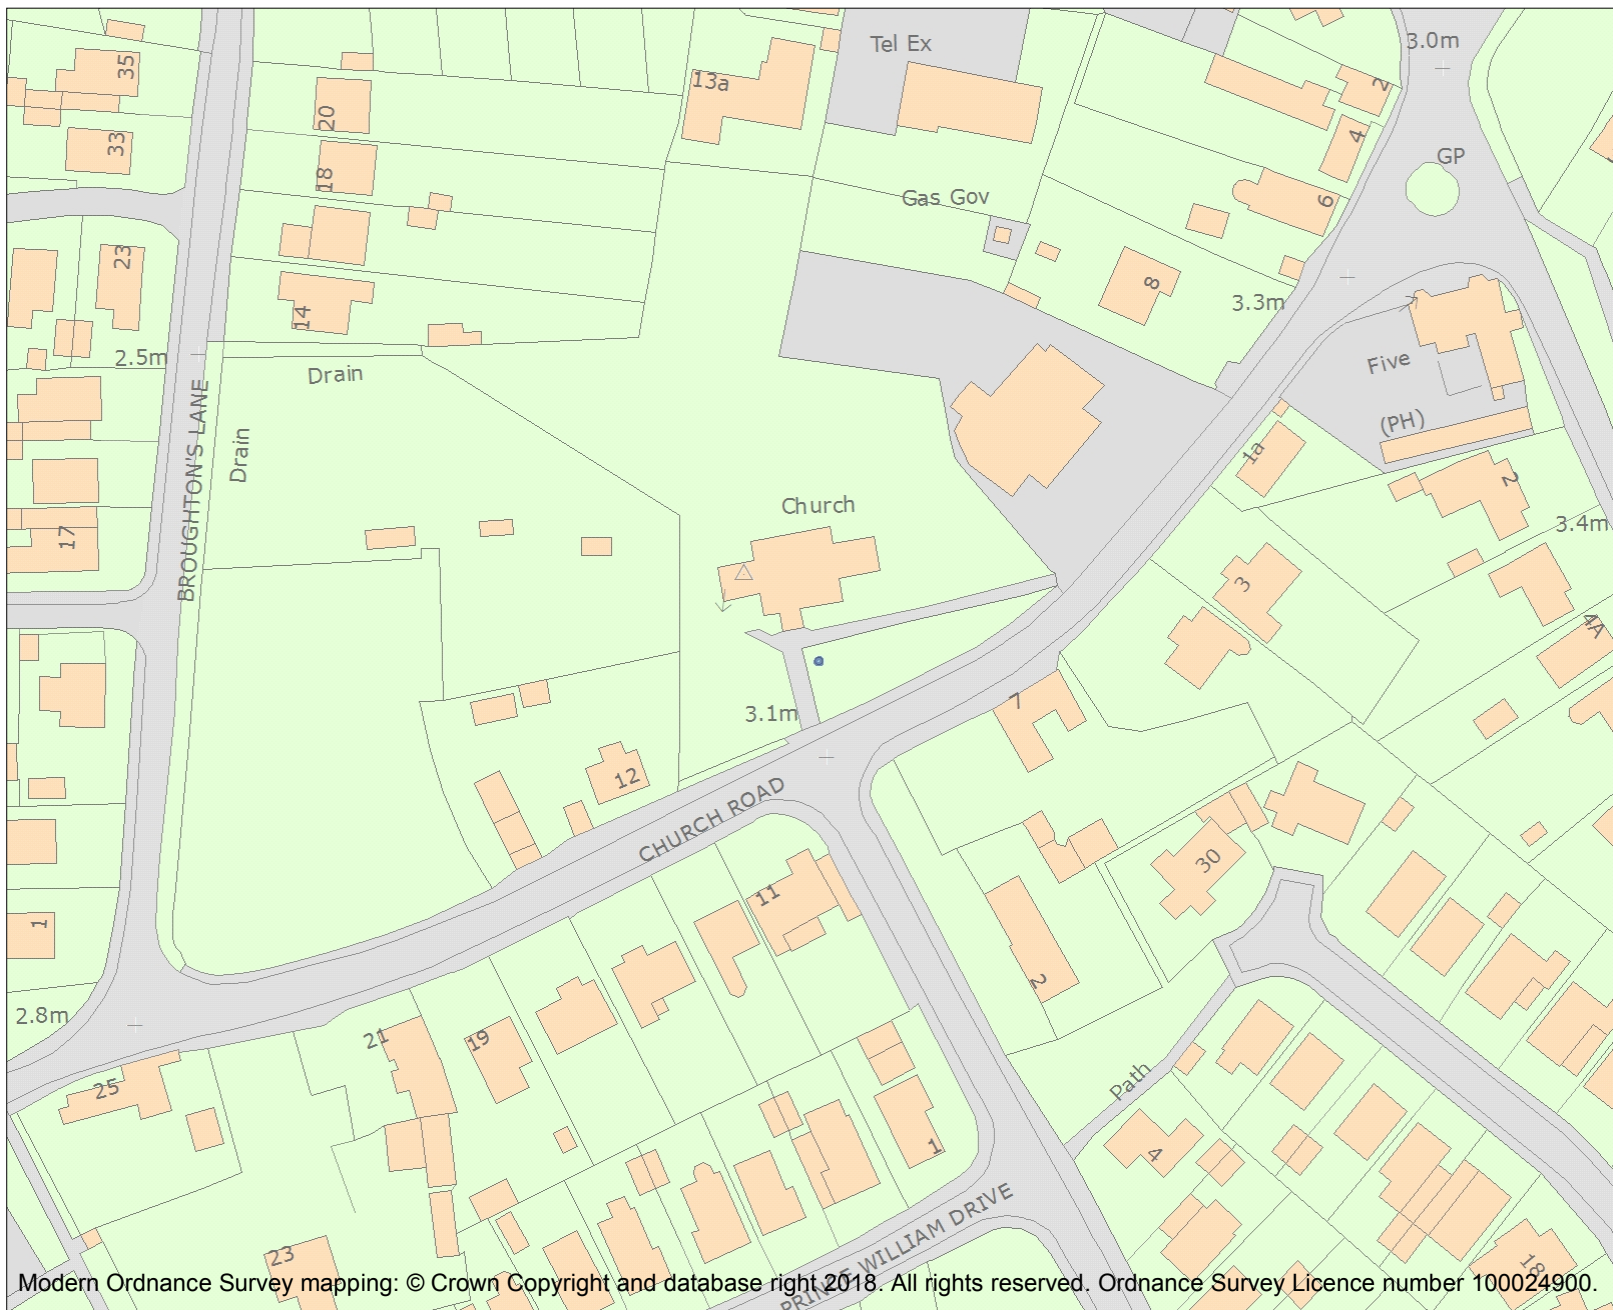 Tel Ex
3.0m
35
13a
2
20
4
33
GP
18
Gas Gov
6
23
8
3.3m
14
2.5m
Drain
Five
(PH)
BROUGHTON'S LANE
Drain
1a
2
Church
3.4m
17
3
4A
7
3.1m
12
CHURCH ROAD
30
11
1
2
2.8m
21
19
Path
25
4
1
PRINCE WILLIAM DRIVE
23
18
Modern Ordnance Survey mapping: © Crown Copyright and database right 2018. All rights reserved. Ordnance Survey Licence number 100024900.